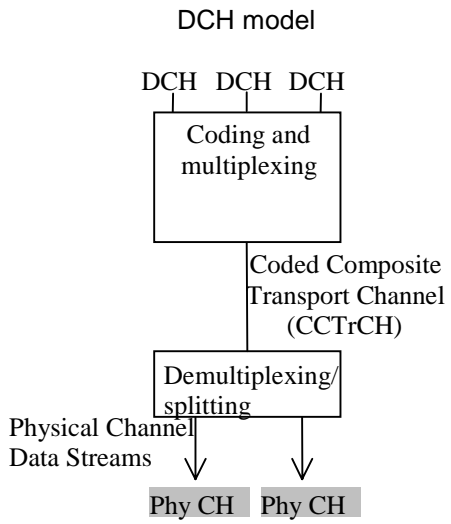 DCH model
DCH DCH DCH
Coding and
multiplexing
Coded Composite
Transport Channel
(CCTrCH)
Demultiplexing/
splitting
Physical Channel
Data Streams
Phy CH Phy CH